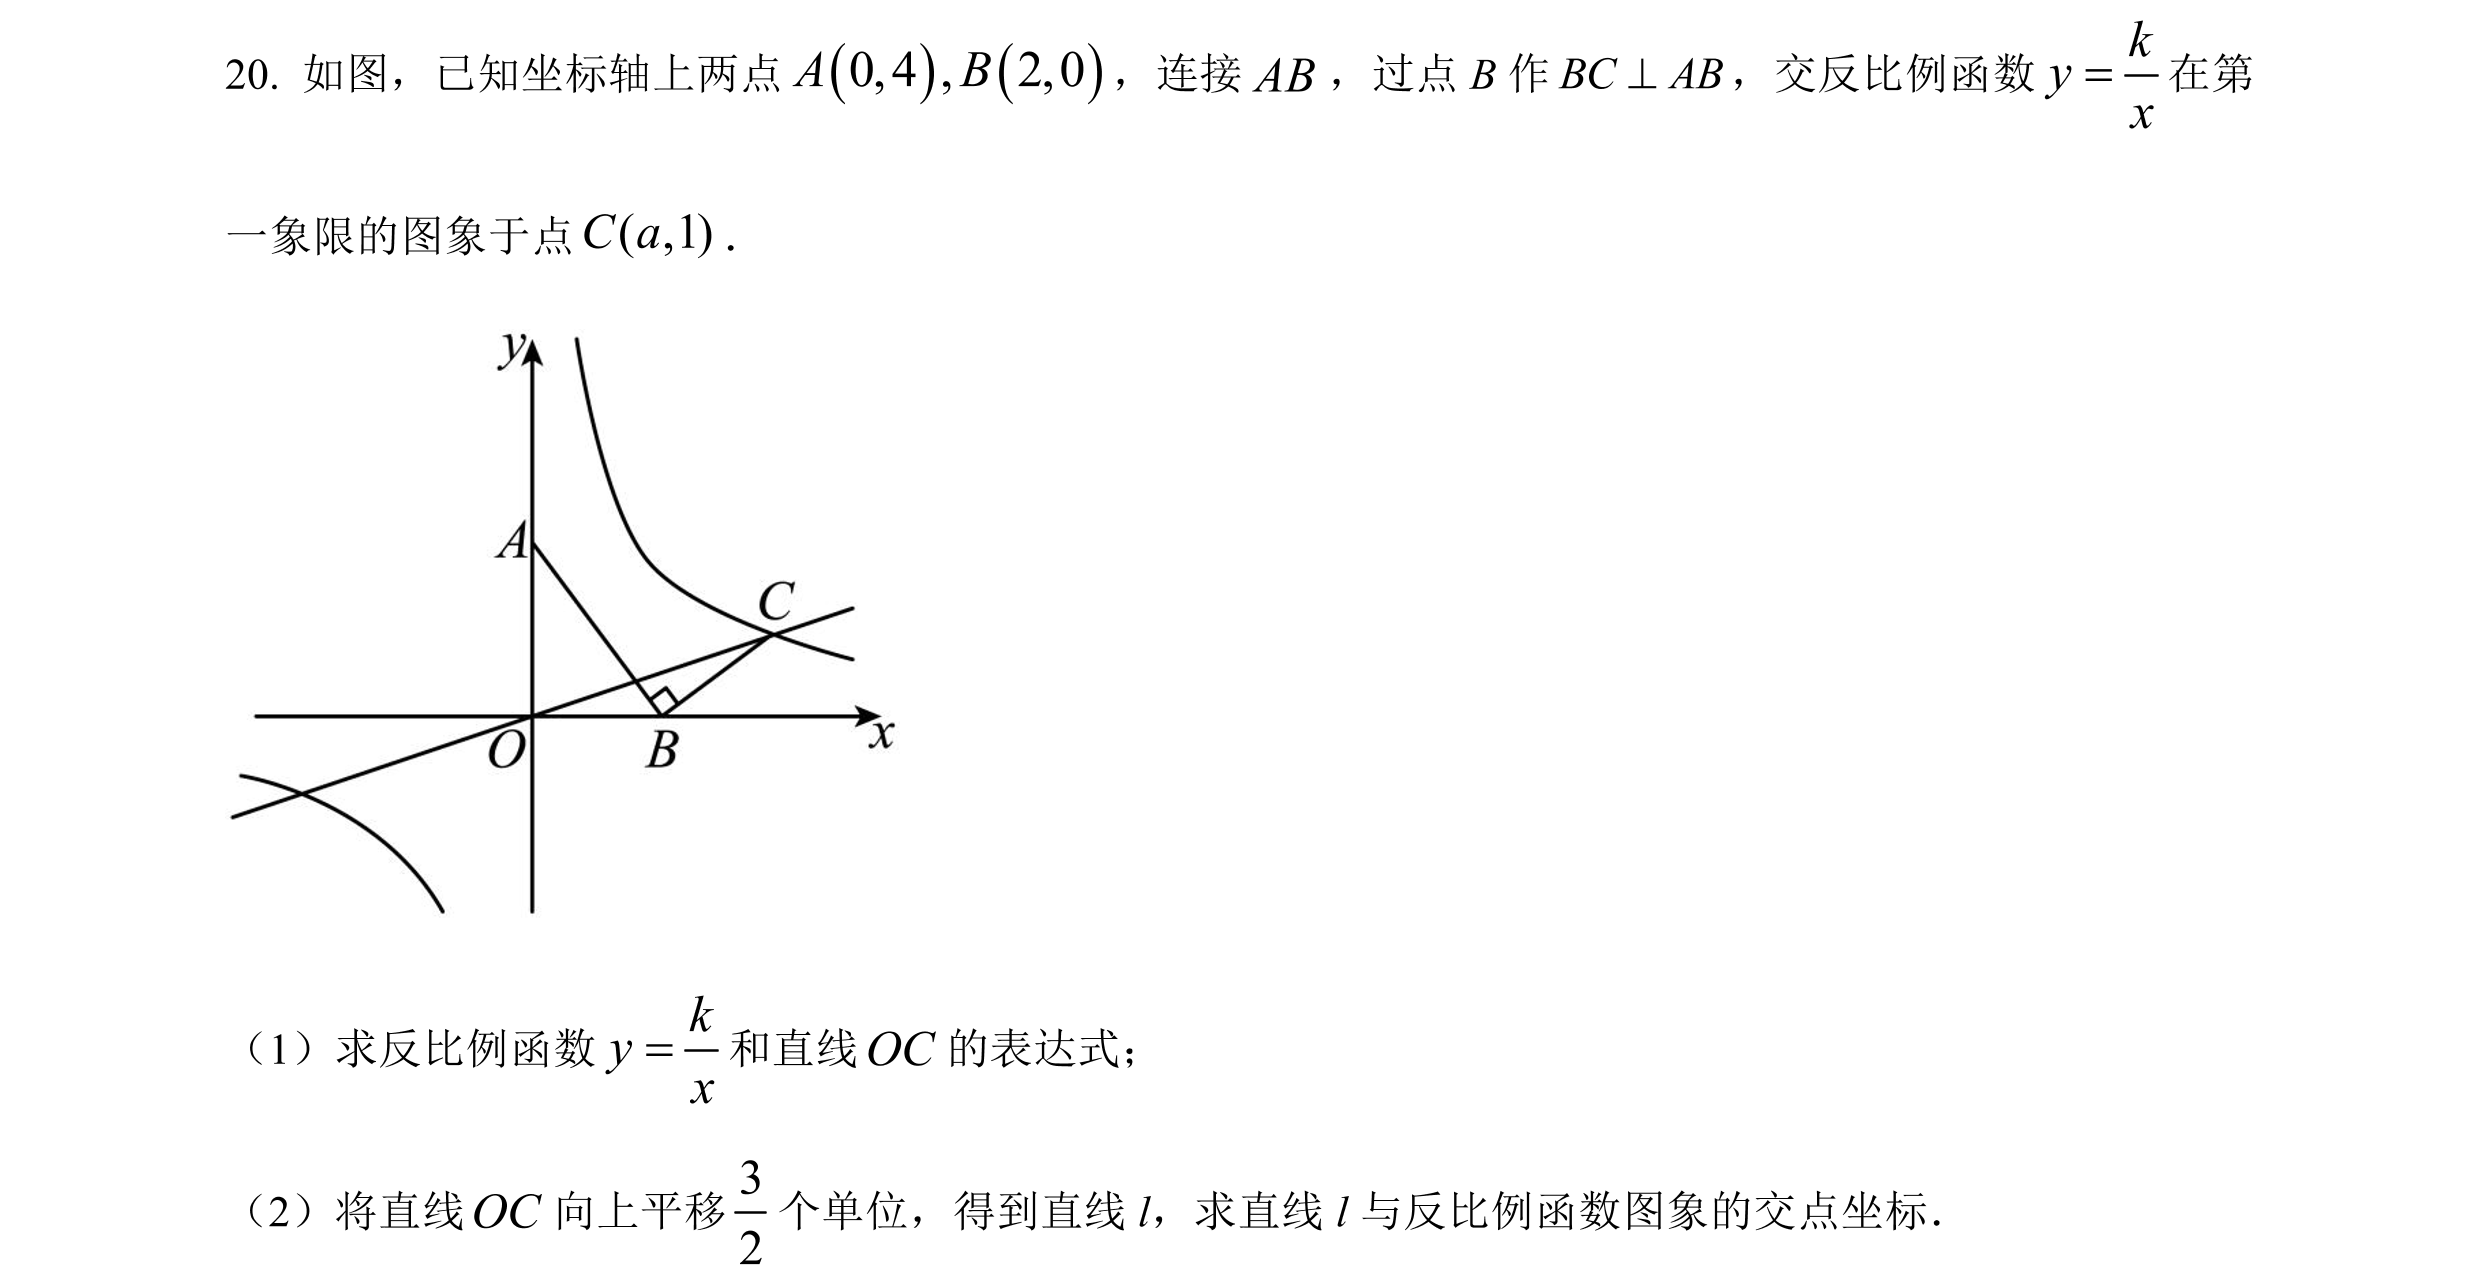 20. 如图，已知坐标轴上两点 A(0,4), B(2,0)，连接 AB，过点 B 作 BC⊥AB，交反比例函数 y=k/x 在第
一象限的图象于点 C(a,1).
y
A
C
O
B
x
（1）求反比例函数 y=k/x 和直线 OC 的表达式；
（2）将直线 OC 向上平移 3/2 个单位，得到直线 l，求直线 l 与反比例函数图象的交点坐标.